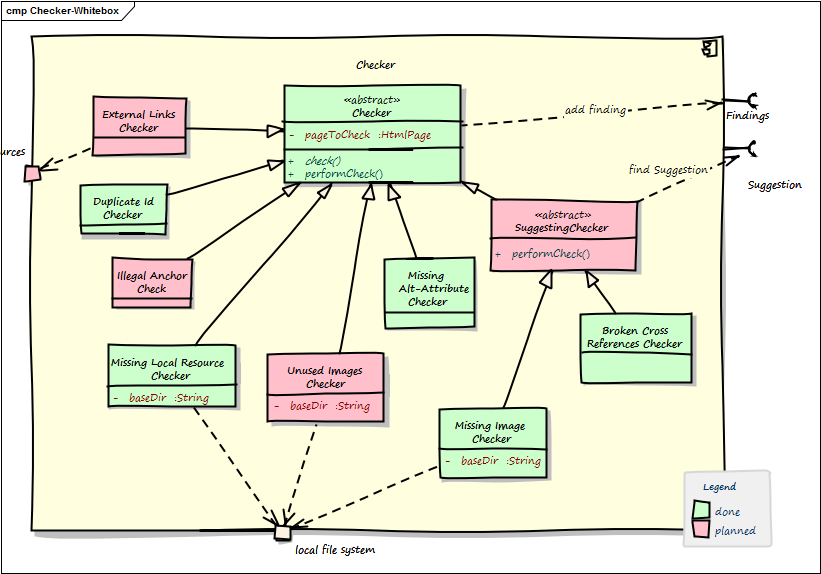 cmp Checker-Whitebox
Checker
«abstract»
Checker
- pageToCheck :HtmlPage
+ check()
+ performCheck()
External Links
Checker
urces
add finding
Findings
find Suggestion
Suggestion
Duplicate Id
Checker
«abstract»
SuggestingChecker
+ performCheck()
Illegal Anchor
Check
Missing
Alt-Attribute
Checker
Broken Cross
References Checker
Missing Local Resource
Checker
- baseDir :String
Unused Images
Checker
- baseDir :String
Missing Image
Checker
- baseDir :String
Legend
done
planned
local file system